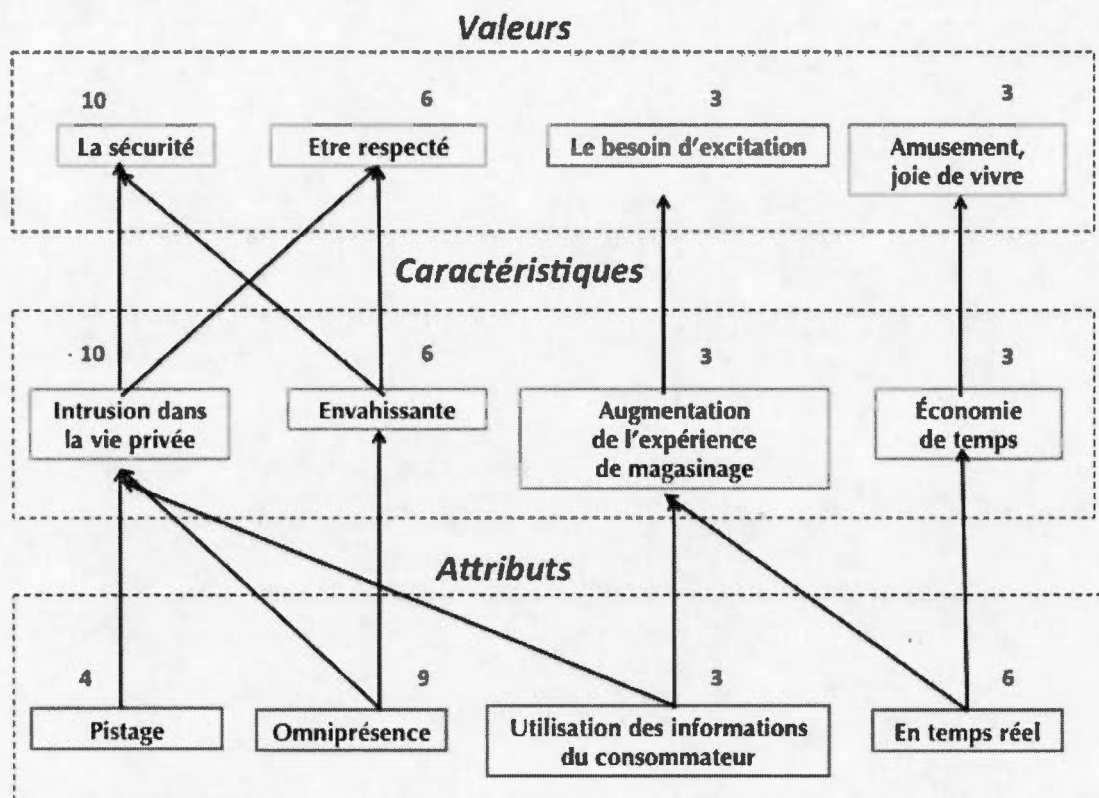 Valeurs
10 6 3 3
La sécurité Etre respecté Le besoin d'excitation Amusement,
joie de vivre
Caractéristiques
10 6 3 3
Intrusion dans
la vie privée
Envahissante
Augmentation
de l'expérience
de magasinage
Économie
de temps
Attributs
4 9 3 6
Pistage
Omniprésence
Utilisation des informations
du consommateur
En temps réel